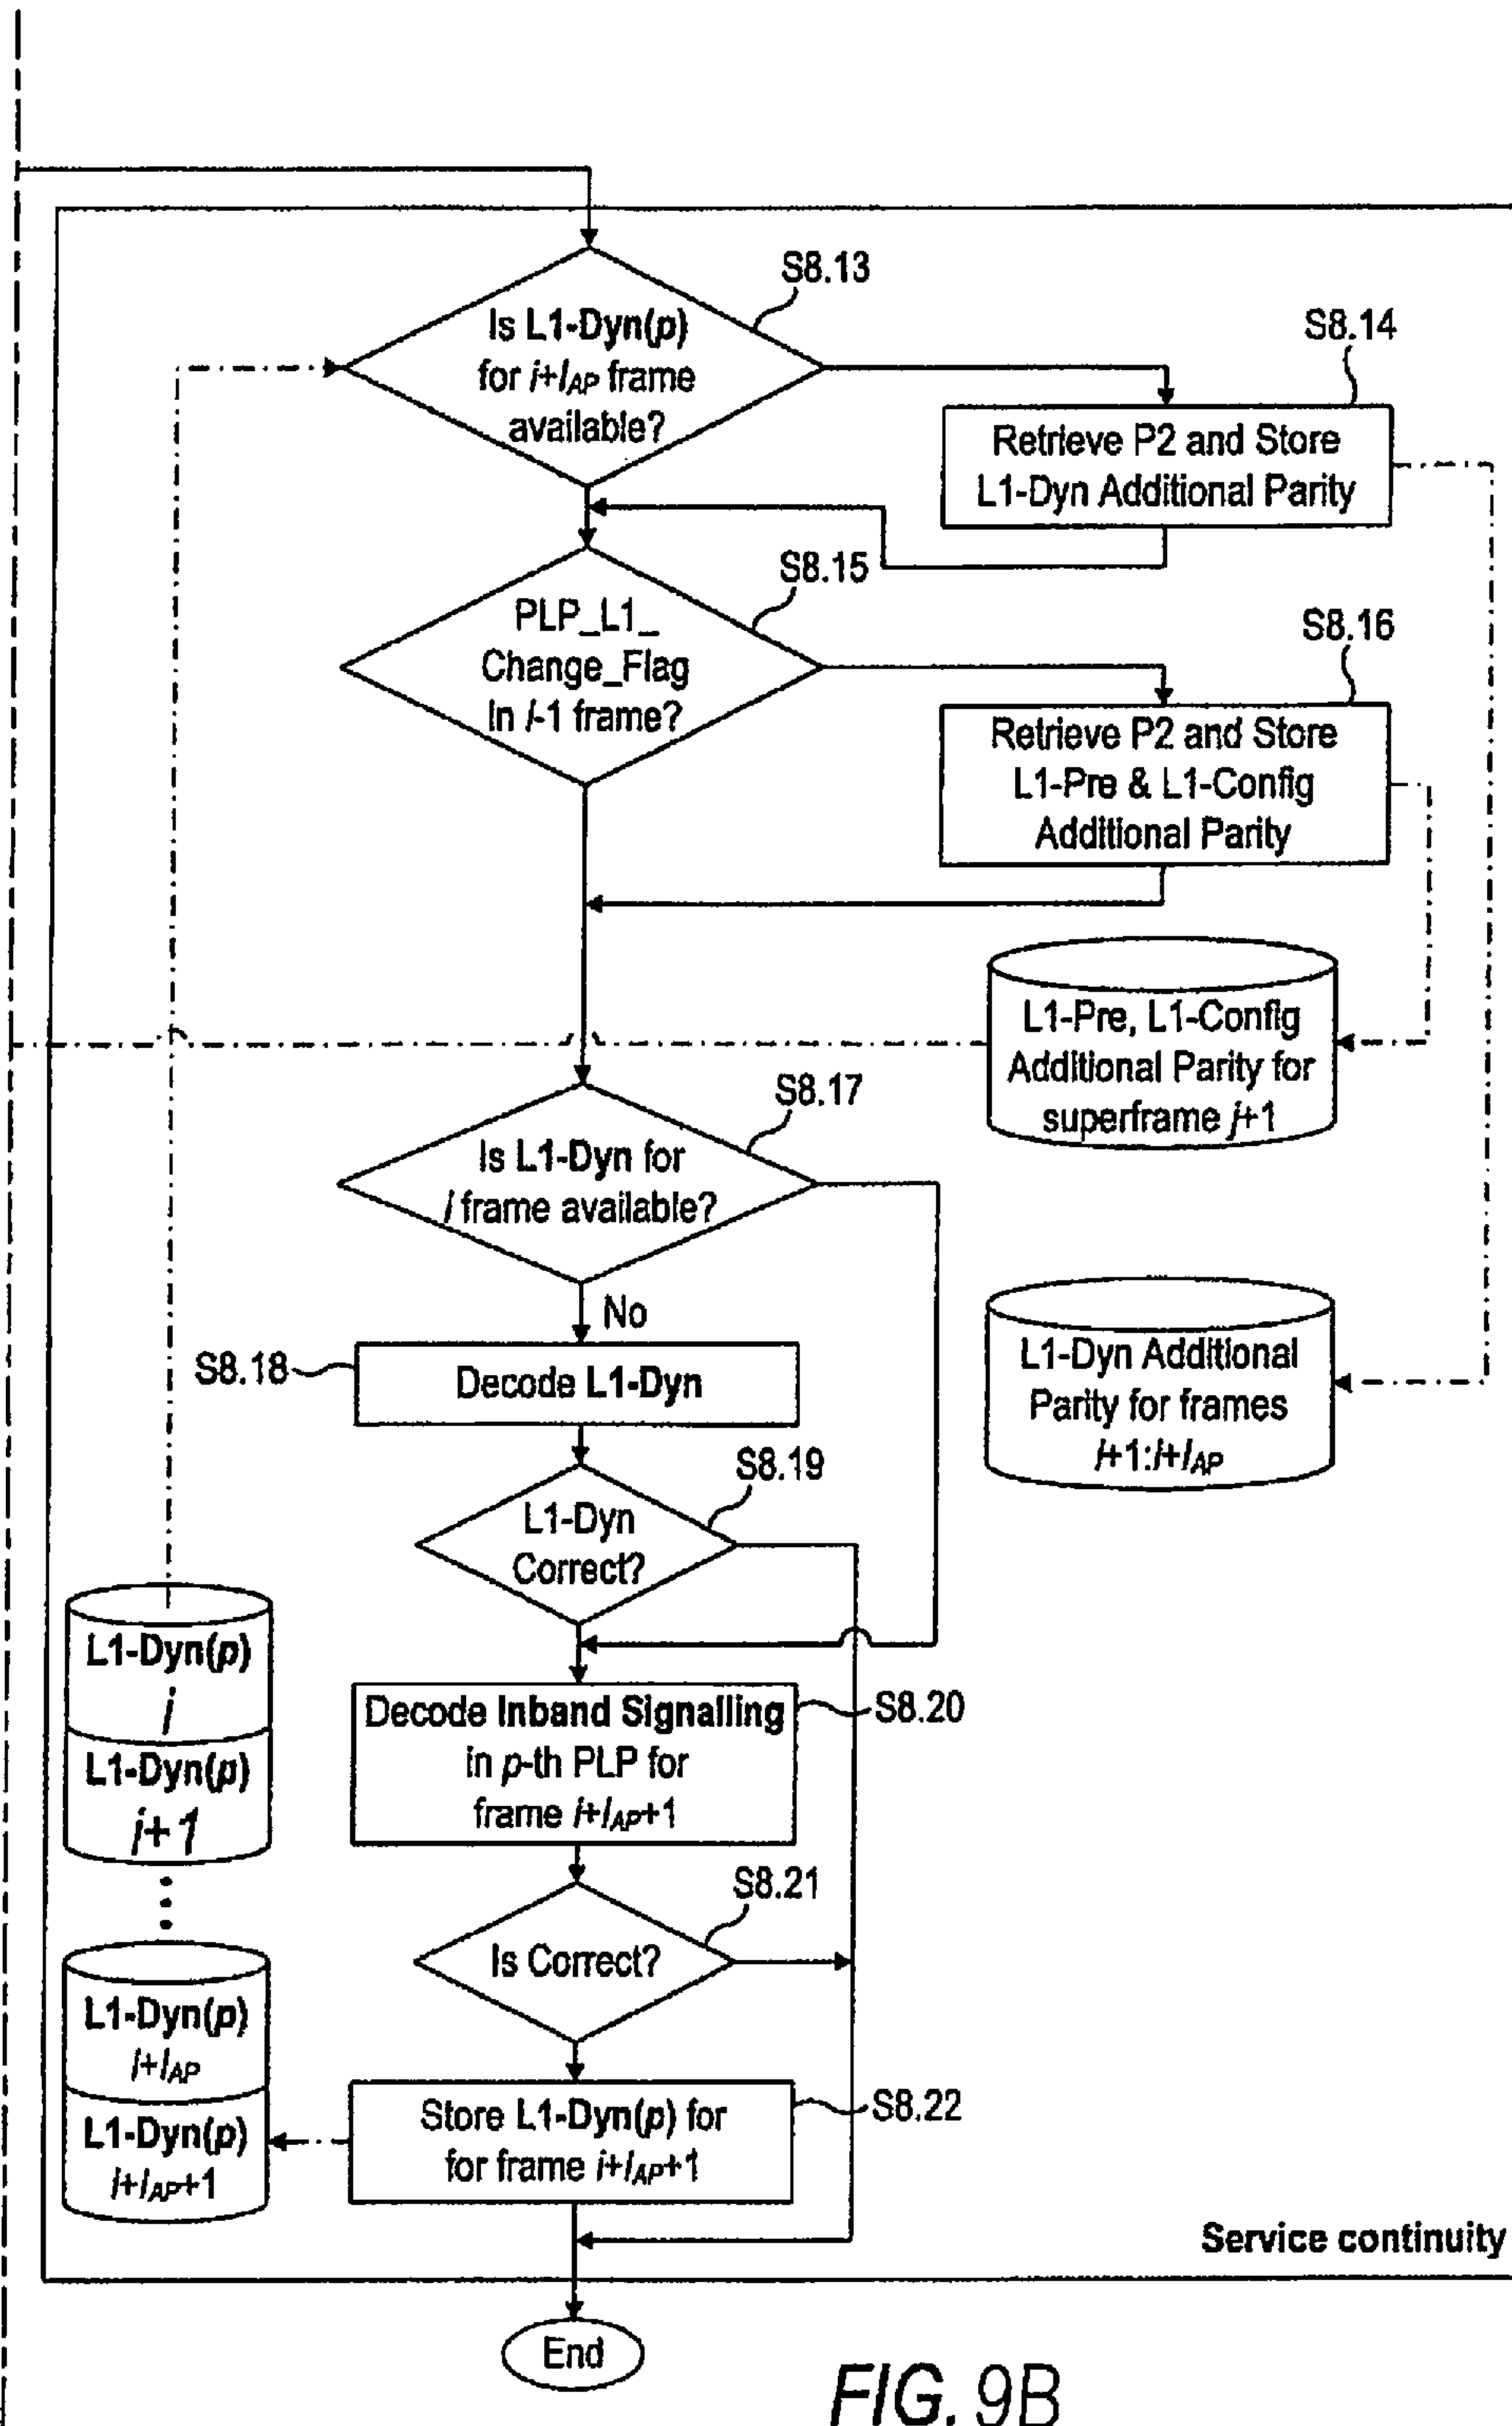 S8.13
Is L1-Dyn(p)
for i+IAP frame
available?
S8.14
Retrieve P2 and Store
L1-Dyn Additional Parity
S8.15
PLP_L1_
Change_Flag
In i-1 frame?
S8.16
Retrieve P2 and Store
L1-Pre & L1-Config
Additional Parity
L1-Pre, L1-Config
Additional Parity for
superframe j+1
S8.17
Is L1-Dyn for
i frame available?
No
S8.18
Decode L1-Dyn
L1-Dyn Additional
Parity for frames
i+1:i+IAP
S8.19
L1-Dyn
Correct?
L1-Dyn(p)
i
L1-Dyn(p)
i+1
Decode Inband Signalling
in p-th PLP for
frame i+IAP+1
S8.20
S8.21
Is Correct?
L1-Dyn(p)
i+IAP
L1-Dyn(p)
i+IAP+1
Store L1-Dyn(p) for
for frame i+IAP+1
S8.22
Service continuity
End
FIG. 9B